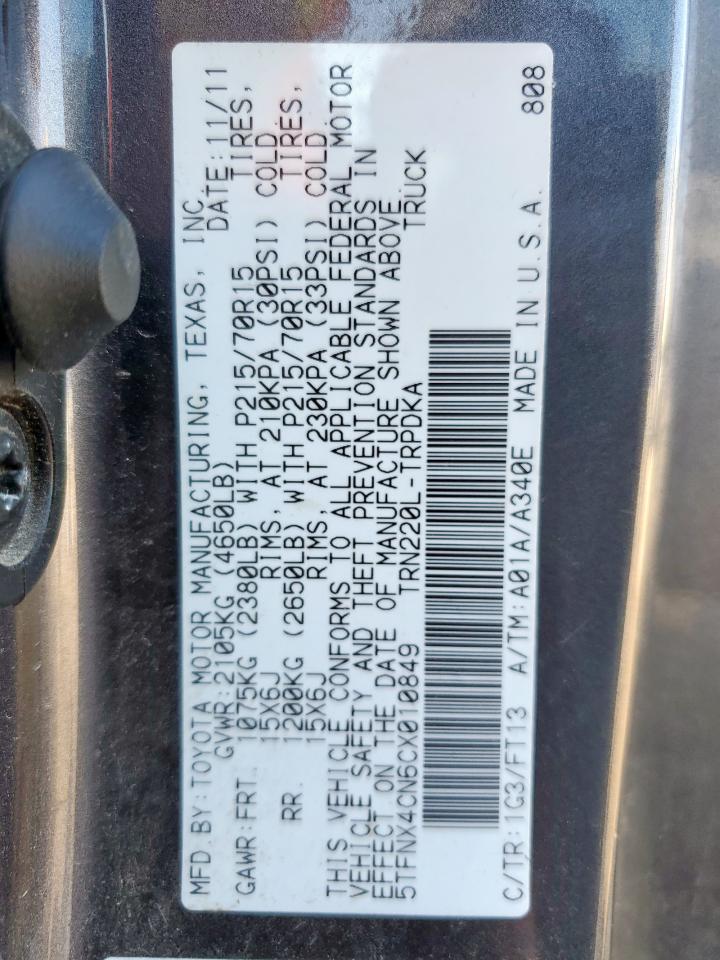 MFD.BY:TOYOTA MOTOR MANUFACTURING, TEXAS, INC.
GVWR:2105KG (4650LB) DATE:11/11
GAWR:FRT. 1075KG (2380LB) WITH P215/70R15 TIRES,
15X6J RIMS, AT 210KPA (30PSI) COLD
RR. 1200KG (2650LB) WITH P215/70R15 TIRES,
15X6J RIMS, AT 230KPA (33PSI) COLD
THIS VEHICLE CONFORMS TO ALL APPLICABLE FEDERAL MOTOR
VEHICLE SAFETY AND THEFT PREVENTION STANDARDS IN
EFFECT ON THE DATE OF MANUFACTURE SHOWN ABOVE.
5TFNX4CN6CX010849 TRN220L-TRPDKA TRUCK
C/TR:1G3/FT13 A/TM:A01A/A340E MADE IN U.S.A. 808